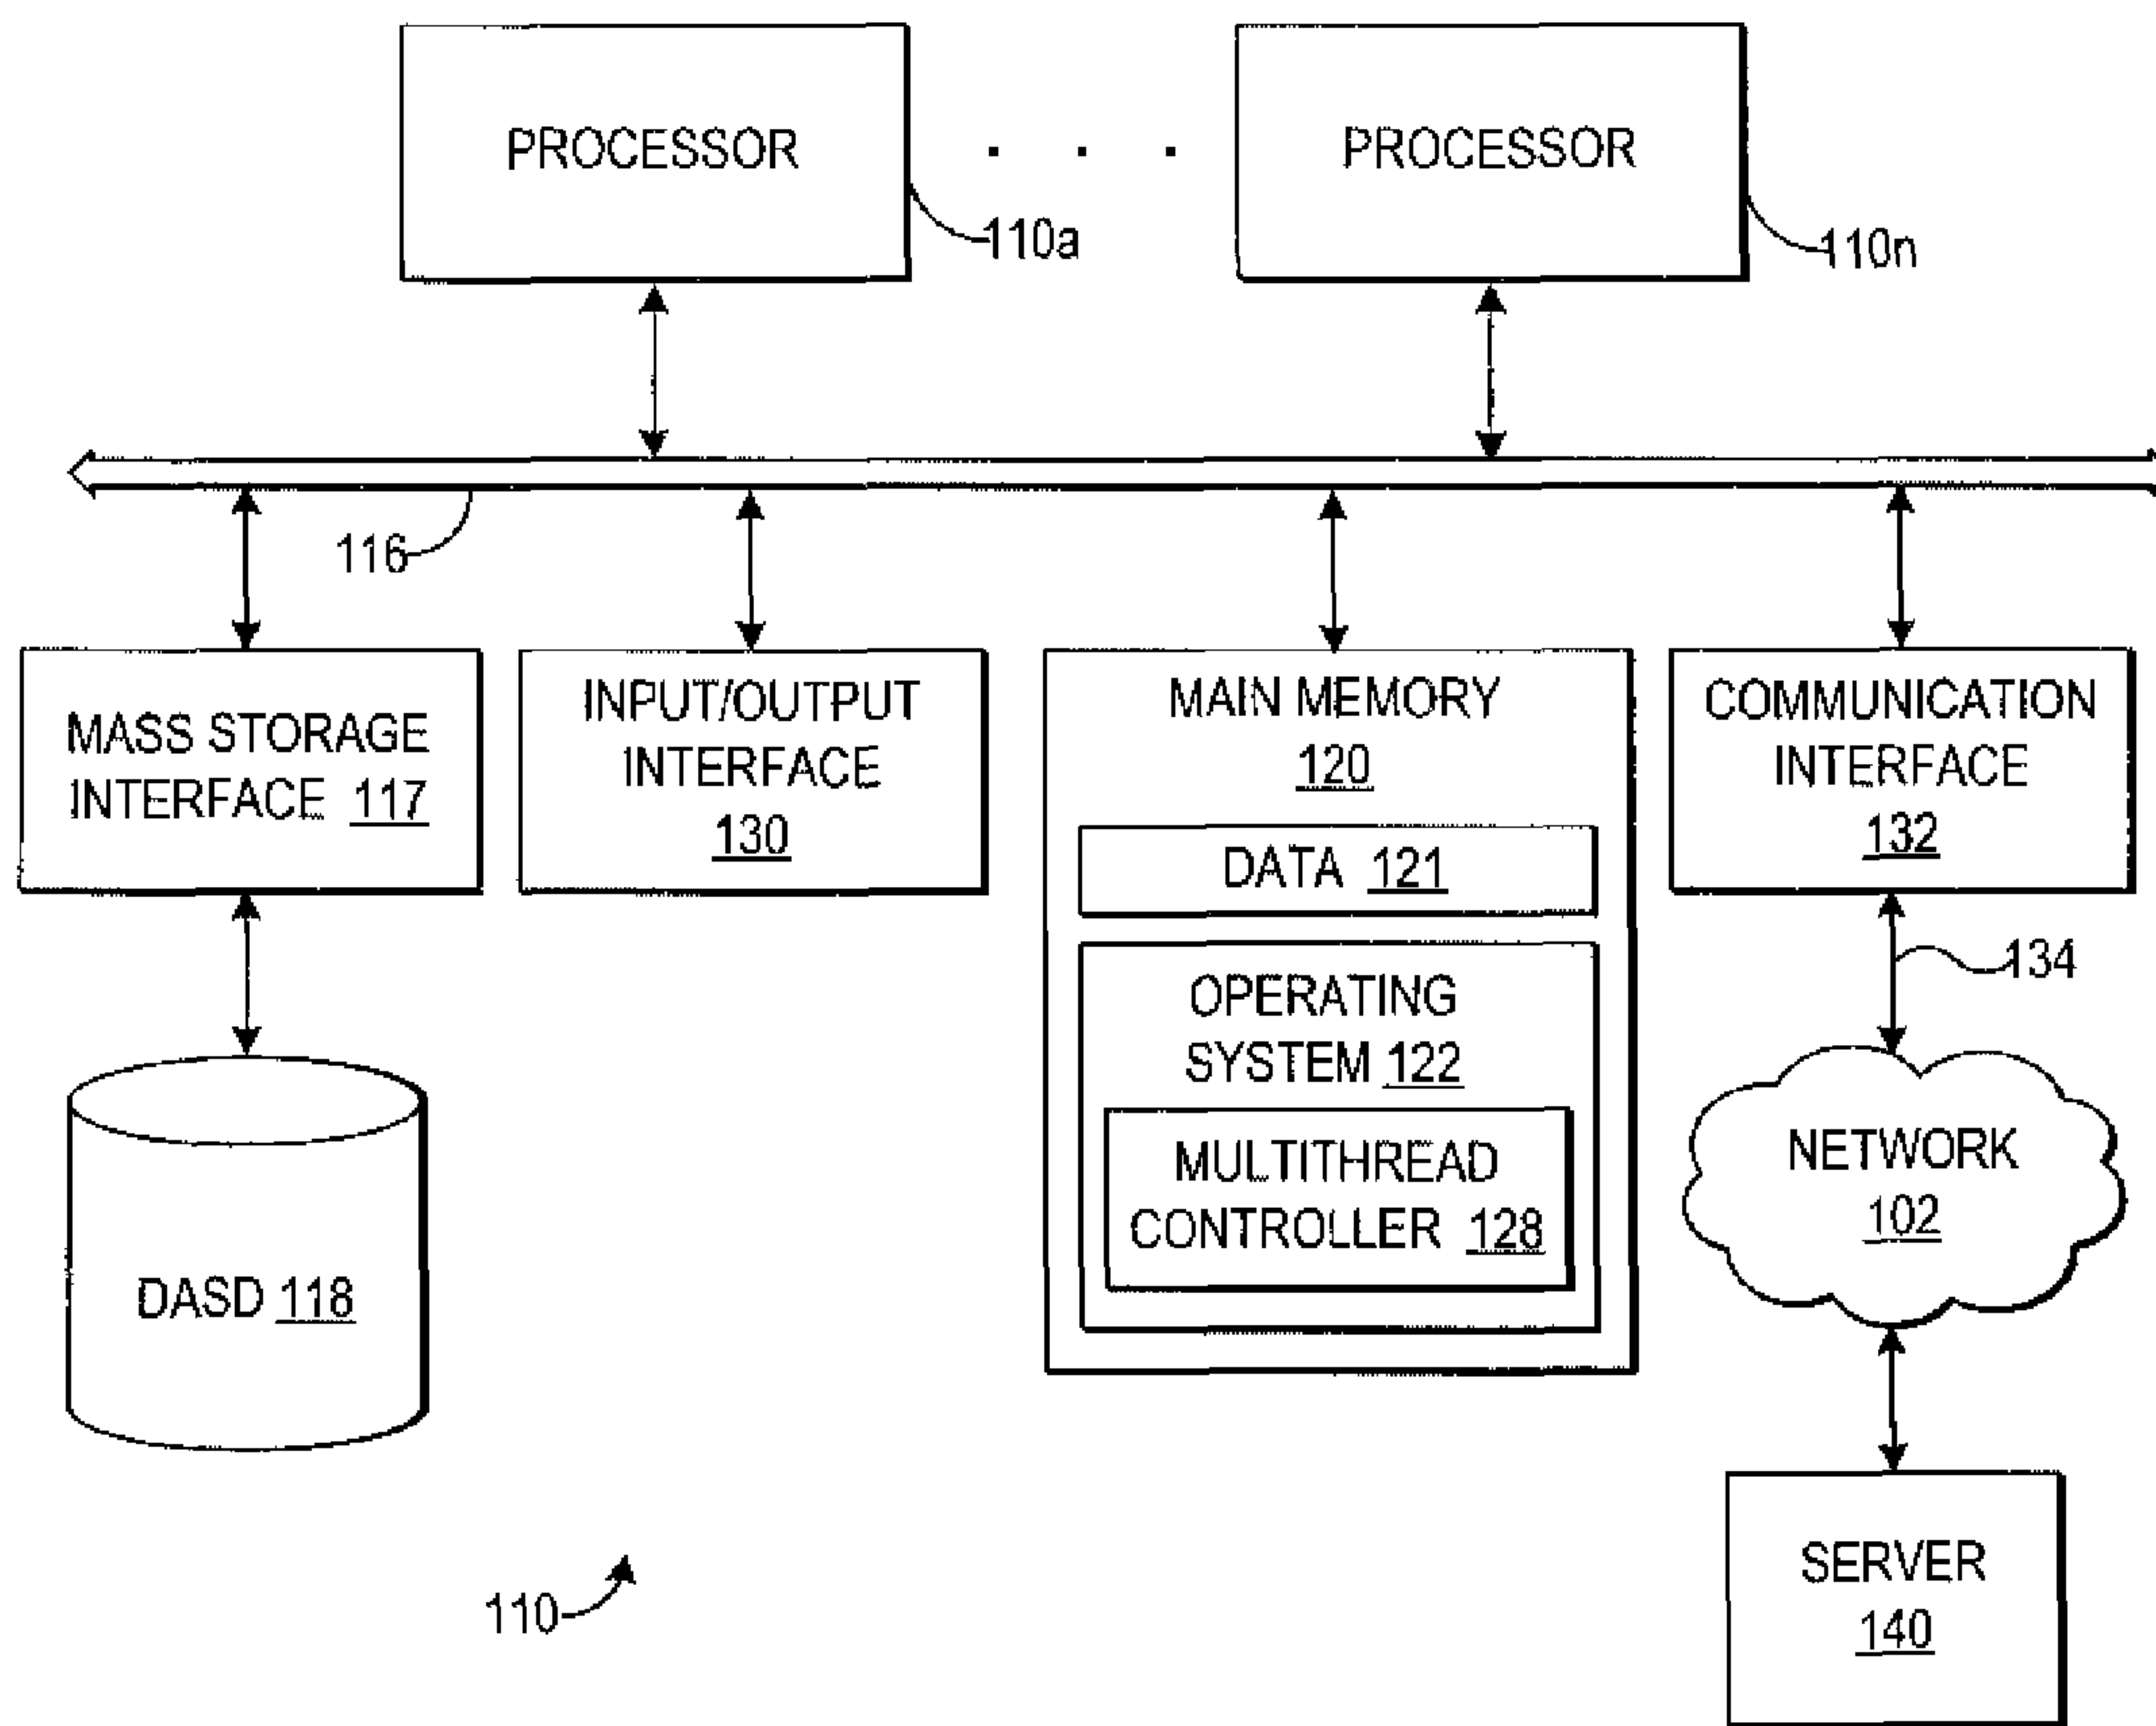 PROCESSOR
PROCESSOR
110a
110n
116
MASS STORAGE
INTERFACE 117
INPUT/OUTPUT
INTERFACE
130
MAIN MEMORY
120
DATA 121
OPERATING
SYSTEM 122
MULTITHREAD
CONTROLLER 128
COMMUNICATION
INTERFACE
132
134
DASD 118
NETWORK
102
110
SERVER
140